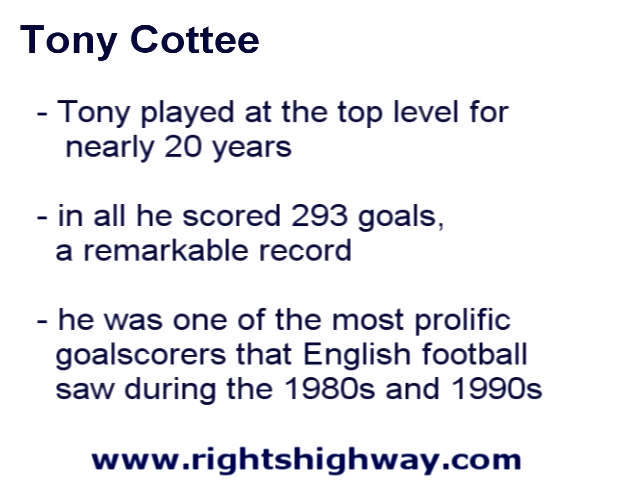 Tony Cottee
- Tony played at the top level for
nearly 20 years
- in all he scored 293 goals,
a remarkable record
- he was one of the most prolific
goalscorers that English football
saw during the 1980s and 1990s
www.rightshighway.com